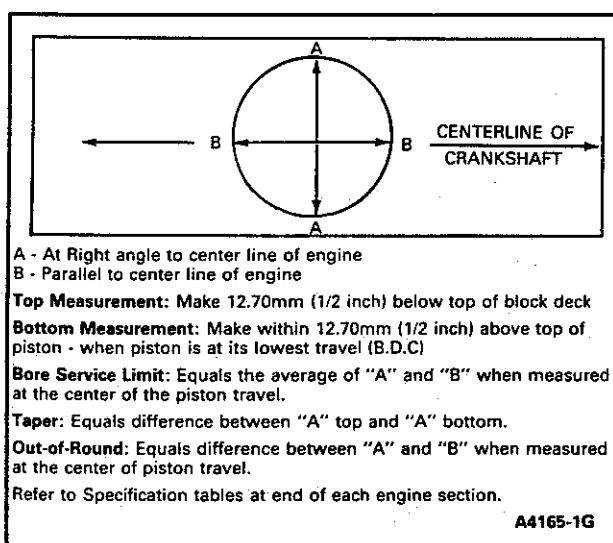 A
B
B
CENTERLINE OF
CRANKSHAFT
A
A - At Right angle to center line of engine
B - Parallel to center line of engine
Top Measurement: Make 12.70mm (1/2 inch) below top of block deck
Bottom Measurement: Make within 12.70mm (1/2 inch) above top of
piston - when piston is at its lowest travel (B.D.C)
Bore Service Limit: Equals the average of "A" and "B" when measured
at the center of the piston travel.
Taper: Equals difference between "A" top and "A" bottom.
Out-of-Round: Equals difference between "A" and "B" when measured
at the center of piston travel.
Refer to Specification tables at end of each engine section.
A4165-1G